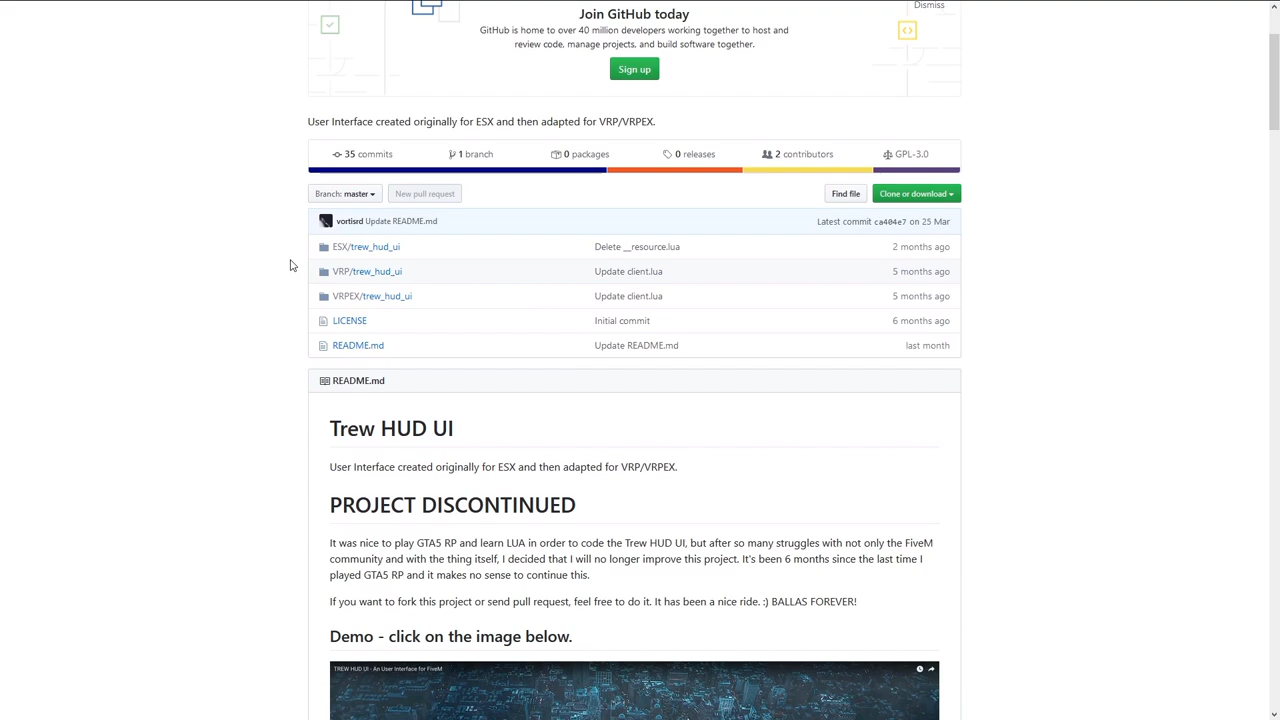 Dismiss
Join GitHub today
GitHub is home to over 40 million developers working together to host and
review code, manage projects, and build software together.
Sign up
User Interface created originally for ESX and then adapted for VRP/VRPEX.
35 commits 1 branch 0 packages 0 releases 2 contributors GPL-3.0
Branch: master New pull request Find file Clone or download
vortisrd Update README.md Latest commit ca404e7 on 25 Mar
ESX/trew_hud_ui Delete __resource.lua 2 months ago
VRP/trew_hud_ui Update client.lua 5 months ago
VRPEX/trew_hud_ui Update client.lua 5 months ago
LICENSE Initial commit 6 months ago
README.md Update README.md last month
README.md
Trew HUD UI
User Interface created originally for ESX and then adapted for VRP/VRPEX.
PROJECT DISCONTINUED
It was nice to play GTA5 RP and learn LUA in order to code the Trew HUD UI, but after so many struggles with not only the FiveM
community and with the thing itself, I decided that I will no longer improve this project. It's been 6 months since the last time I
played GTA5 RP and it makes no sense to continue this.
If you want to fork this project or send pull request, feel free to do it. It has been a nice ride. :) BALLAS FOREVER!
Demo - click on the image below.
TREW HUD UI - An User Interface for FiveM